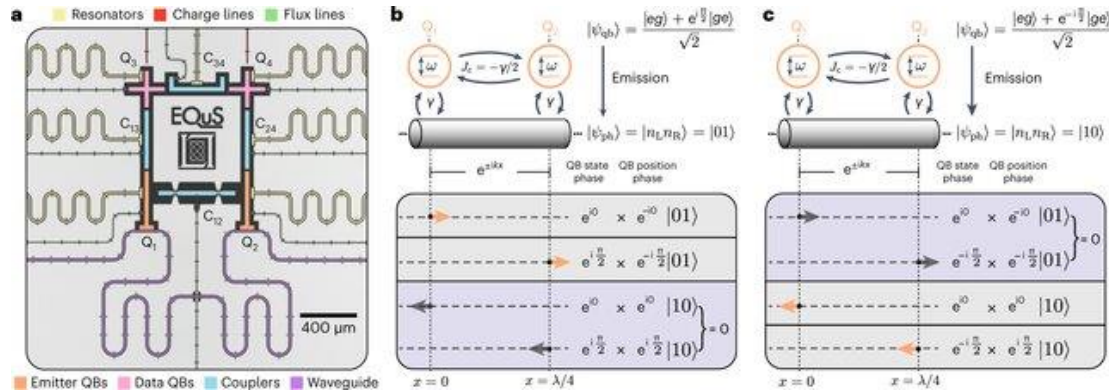 a
Resonators Charge lines Flux lines
Q₃ C₃₄ Q₄
EQuS
C₁₃ C₂₄
C₁₂
Q₁ Q₂
400 μm
Emitter QBs Data QBs Couplers Waveguide
b
Q₁ Q₂
|ψqb⟩ = (|eg⟩ + e^{iπ/2}|ge⟩)/√2
ω J꜀ = −γ/2 ω
Emission
γ γ
|ψph⟩ = |nLnR⟩ = |01⟩
e^{±ikx}
QB state phase QB position phase
e^{i0} × e^{−i0} |01⟩
e^{iπ/2} × e^{−iπ/2} |01⟩
e^{i0} × e^{i0} |10⟩
= 0
e^{iπ/2} × e^{iπ/2} |10⟩
x = 0 x = λ/4
c
Q₁ Q₂
|ψqb⟩ = (|eg⟩ + e^{−iπ/2}|ge⟩)/√2
ω J꜀ = −γ/2 ω
Emission
γ γ
|ψph⟩ = |nLnR⟩ = |10⟩
e^{±ikx}
QB state phase QB position phase
e^{i0} × e^{−i0} |01⟩
= 0
e^{−iπ/2} × e^{−iπ/2} |01⟩
e^{i0} × e^{i0} |10⟩
e^{−iπ/2} × e^{iπ/2} |10⟩
x = 0 x = λ/4